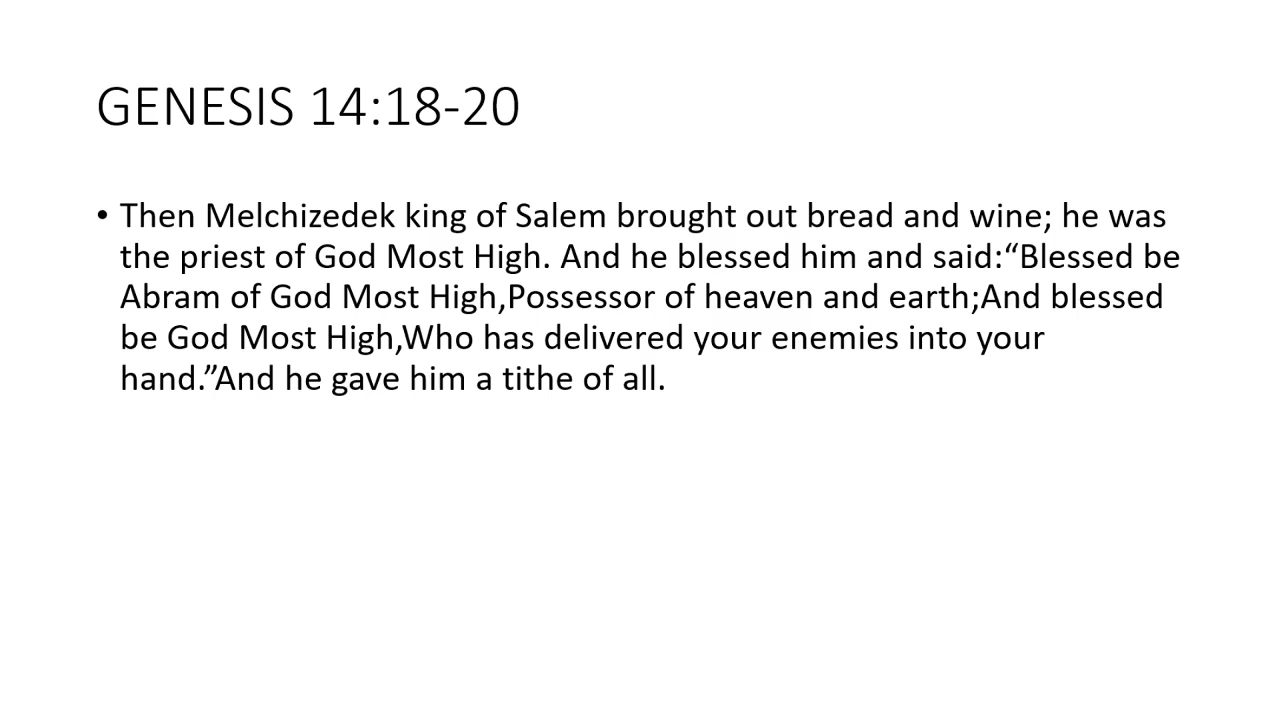 GENESIS 14:18-20
• Then Melchizedek king of Salem brought out bread and wine; he was
the priest of God Most High. And he blessed him and said:“Blessed be
Abram of God Most High,Possessor of heaven and earth;And blessed
be God Most High,Who has delivered your enemies into your
hand.”And he gave him a tithe of all.